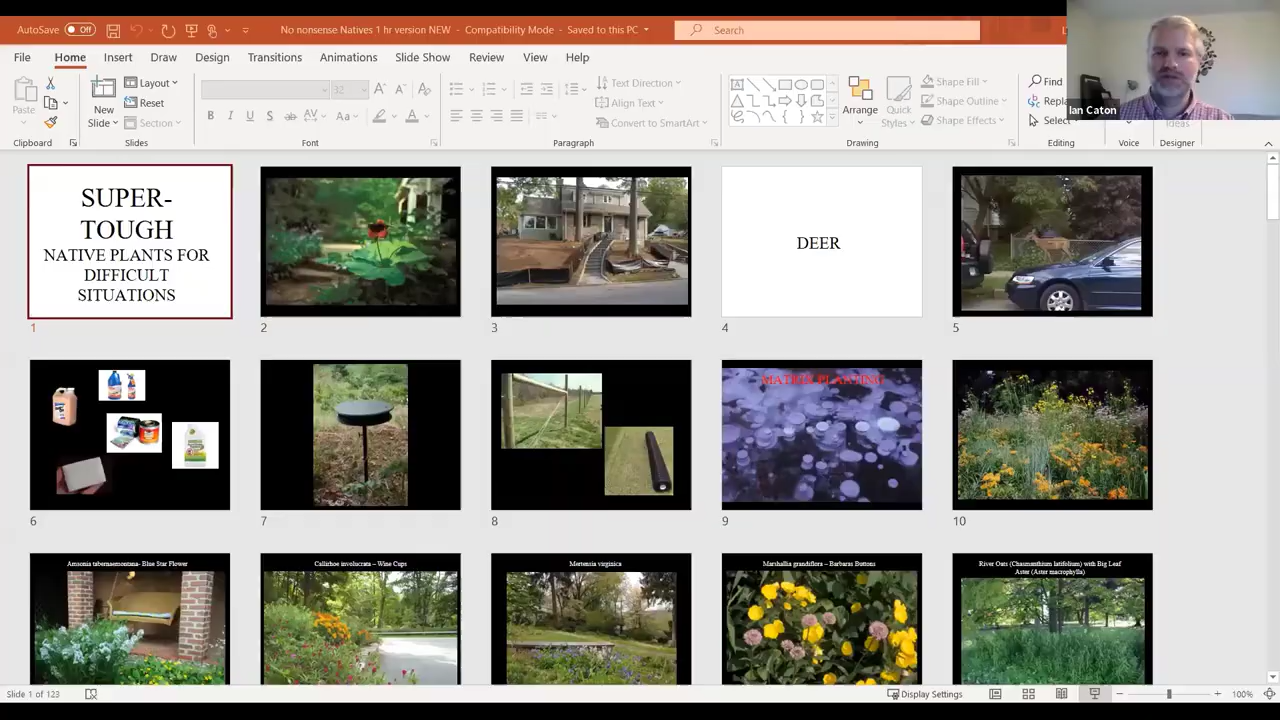 AutoSave Off
No nonsense Natives 1 hr version NEW - Compatibility Mode - Saved to this PC
Search
File Home Insert Draw Design Transitions Animations Slide Show Review View Help
Paste
New
Slide
Layout
Reset
Section
32
Text Direction
Align Text
Convert to SmartArt
Arrange
Quick
Styles
Shape Fill
Shape Outline
Shape Effects
Find
Select
Ian Caton
Clipboard
Slides
Font
Paragraph
Drawing
Editing
Voice
Designer
SUPER-
TOUGH
NATIVE PLANTS FOR
DIFFICULT
SITUATIONS
DEER
1
2
3
4
5
MATRIX PLANTING
6
7
8
9
10
Amsonia tabernaemontana- Blue Star Flower
Callirhoe involucrata – Wine Cups
Mertensia virginica
Marshallia grandiflora – Barbaras Buttons
River Oats (Chasmanthium latifolium) with Big Leaf
Aster (Aster macrophylla)
Slide 1 of 123
Display Settings
100%